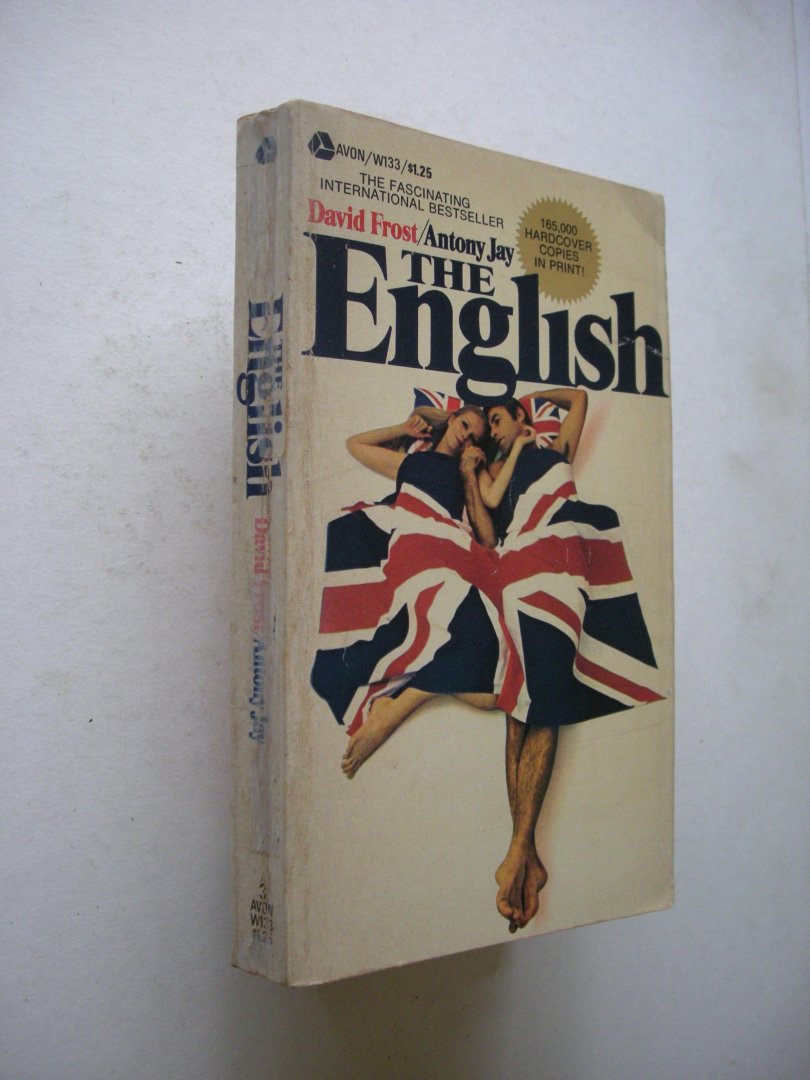 AVON/W133/$1.25
THE FASCINATING
INTERNATIONAL BESTSELLER
David Frost/Antony Jay
THE
English
165,000
HARDCOVER
COPIES
IN PRINT!
THE
English
David Frost/Antony Jay
AVON
W133
$1.25